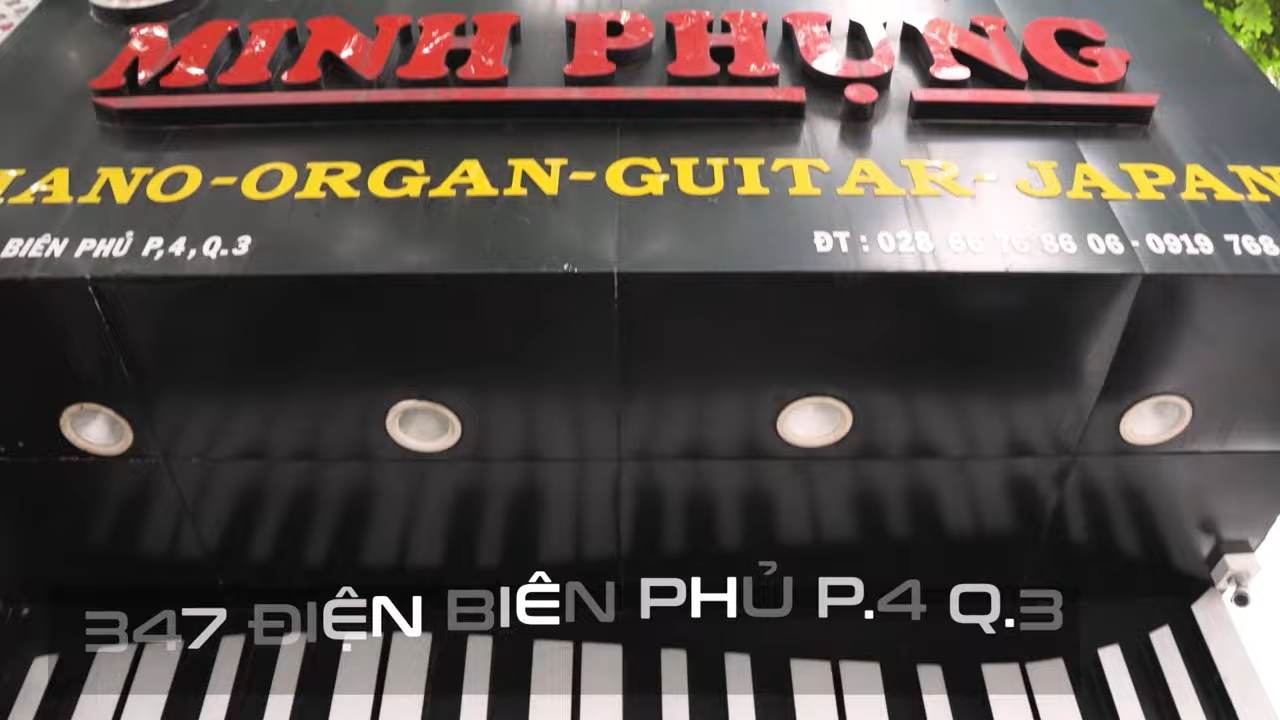 MINH PHỤNG
IANO-ORGAN-GUITAR-JAPAN
BIÊN PHỦ P,4,Q.3
ĐT : 028 66 76 86 06 - 0919 768
347 ĐIỆN BIÊN PHỦ P.4 Q.3